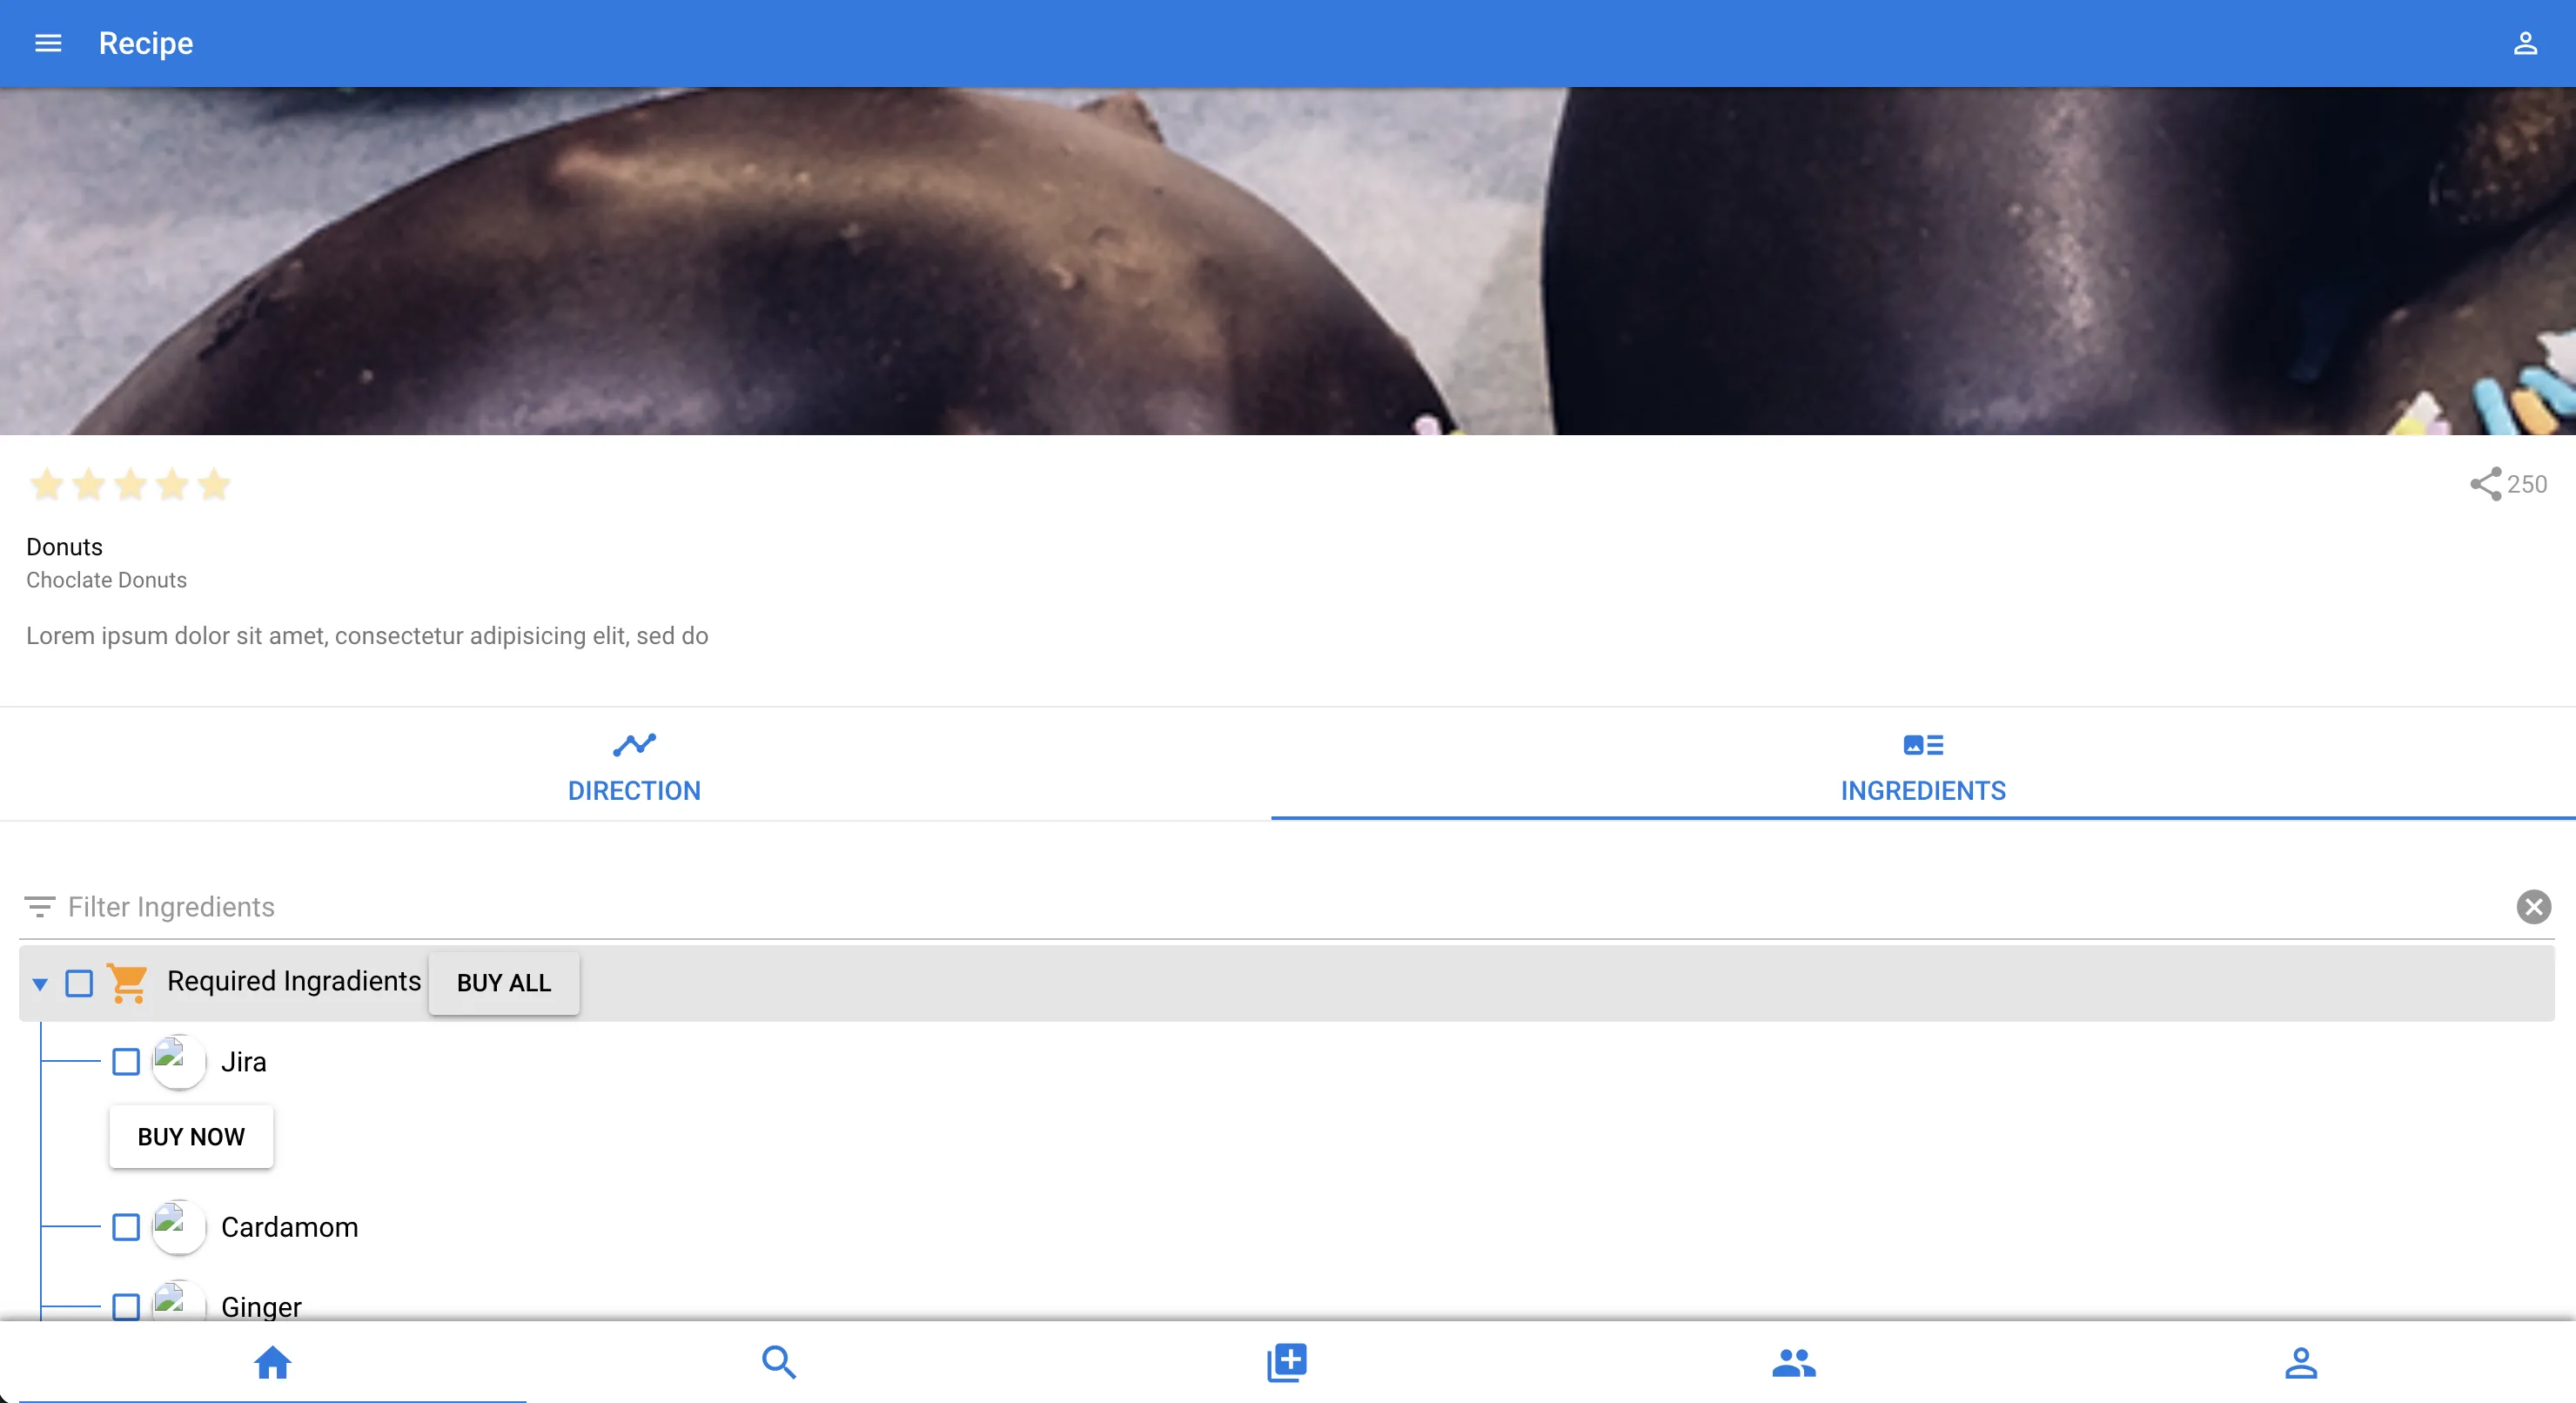 Recipe
250
Donuts
Choclate Donuts
Lorem ipsum dolor sit amet, consectetur adipisicing elit, sed do
DIRECTION
INGREDIENTS
Filter Ingredients
Required Ingradients BUY ALL
Jira
BUY NOW
Cardamom
Ginger